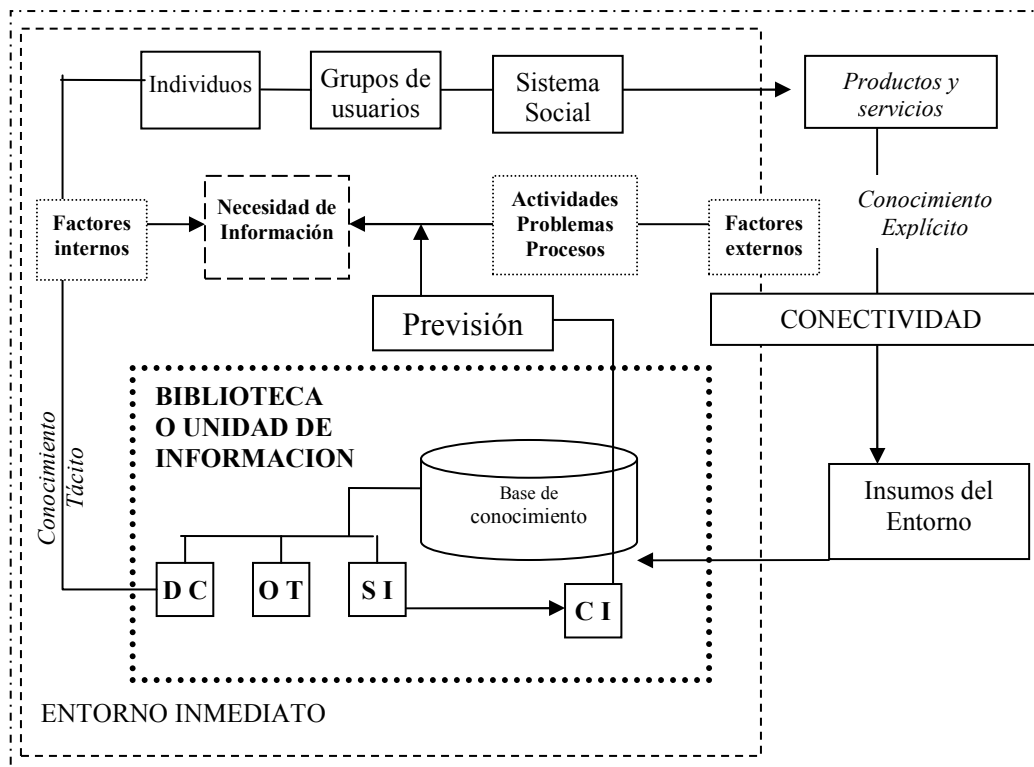 Individuos
Grupos de
usuarios
Sistema
Social
Productos y
servicios
Factores
internos
Necesidad de
Información
Actividades
Problemas
Procesos
Factores
externos
Conocimiento
Explícito
Previsión
CONECTIVIDAD
BIBLIOTECA
O UNIDAD DE
INFORMACION
Conocimiento
Tácito
Base de
conocimiento
Insumos del
Entorno
D C
O T
S I
C I
ENTORNO INMEDIATO